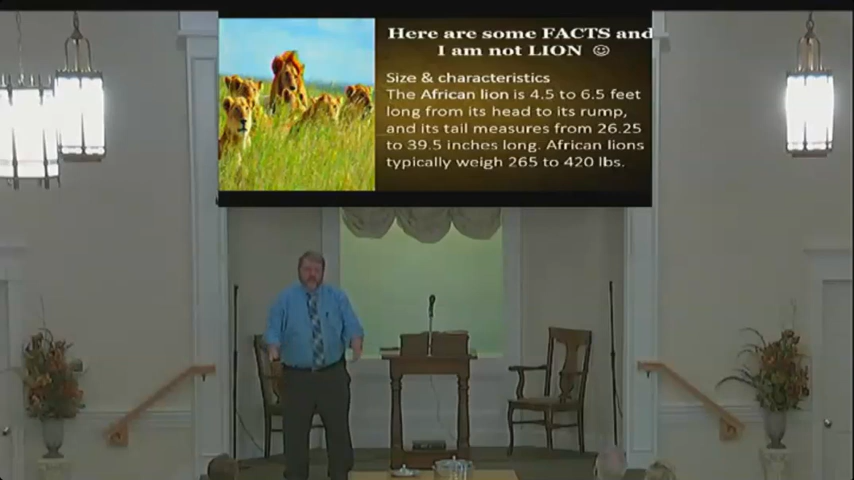 Here are some FACTS and
I am not LION ☺
Size & characteristics
The African lion is 4.5 to 6.5 feet
long from its head to its rump,
and its tail measures from 26.25
to 39.5 inches long. African lions
typically weigh 265 to 420 lbs.